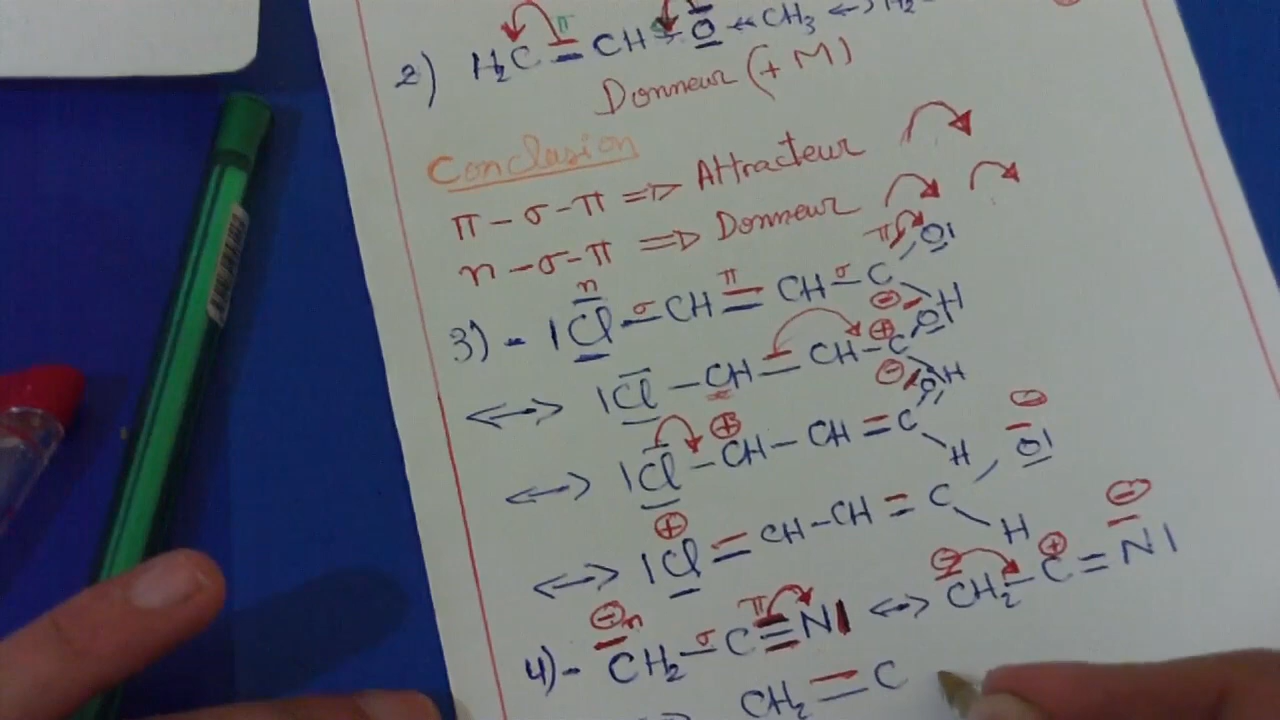 2) H₂C = CH - O ← CH₃ ↔ H₂
π
Donneur (+ M)
Conclusion
π - σ - π ⇒ Attracteur
n - σ - π ⇒ Donneur
3) - |Cl - CH = CH - C O| H
n σ π σ π
↔ |Cl - CH = CH - C O| H
⊖ ⊕
↔ |Cl - CH - CH = C O| H
⊕ ⊖
↔ |Cl = CH - CH = C O| H
⊕ ⊖
4) - CH₂ - C ≡ N| ↔ CH₂ - C = N|
⊖ n σ π ⊖ ⊕ ⊖
CH₂ = C